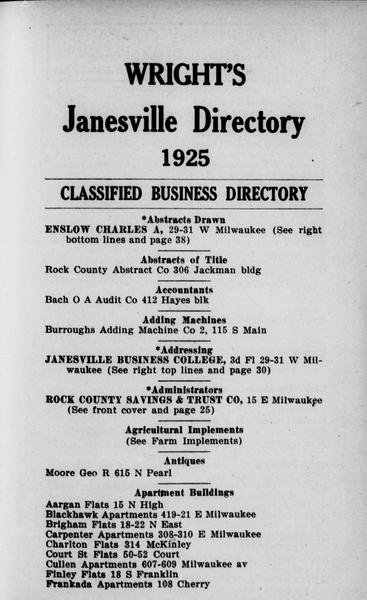 WRIGHT'S
Janesville Directory
1925
CLASSIFIED BUSINESS DIRECTORY
*Abstracts Drawn
ENSLOW CHARLES A, 29-31 W Milwaukee (See right
bottom lines and page 38)
Abstracts of Title
Rock County Abstract Co 306 Jackman bldg
Accountants
Bach O A Audit Co 412 Hayes blk
Adding Machines
Burroughs Adding Machine Co 2, 115 S Main
*Addressing
JANESVILLE BUSINESS COLLEGE, 3d Fl 29-31 W Mil-
waukee (See right top lines and page 30)
*Administrators
ROCK COUNTY SAVINGS & TRUST CO, 15 E Milwaukee
(See front cover and page 25)
Agricultural Implements
(See Farm Implements)
Antiques
Moore Geo R 615 N Pearl
Apartment Buildings
Aargan Flats 15 N High
Blackhawk Apartments 419-21 E Milwaukee
Brigham Flats 18-22 N East
Carpenter Apartments 308-310 E Milwaukee
Charlton Flats 314 McKinley
Court St Flats 50-52 Court
Cullen Apartments 607-609 Milwaukee av
Finley Flats 18 S Franklin
Frankada Apartments 108 Cherry